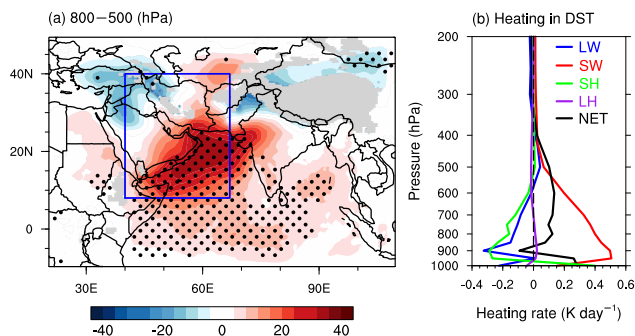 (a) 800−500 (hPa)
40N
20N
0
30E
60E
90E
-40
-20
0
20
40
(b) Heating in DST
Pressure (hPa)
200
300
400
500
600
700
800
900
1000
LW
SW
SH
LH
NET
-0.4
-0.2
0
0.2
0.4
0.6
Heating rate (K day⁻¹)